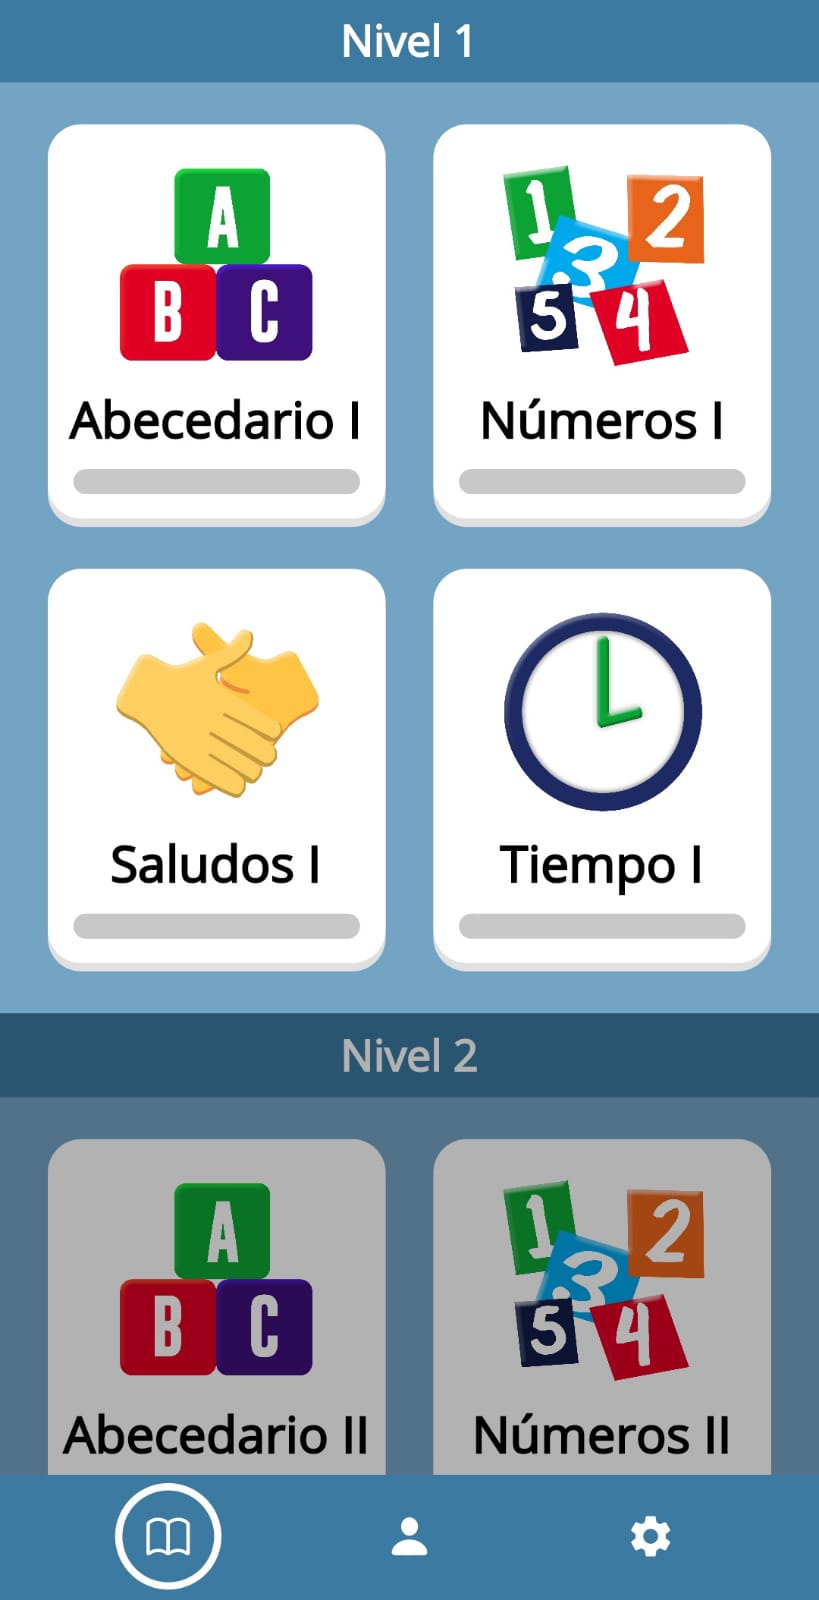 Nivel 1
A
B C
Abecedario I
1 2
3
5 4
Números I
Saludos I
Tiempo I
Nivel 2
A
B C
Abecedario II
1 2
3
5 4
Números II